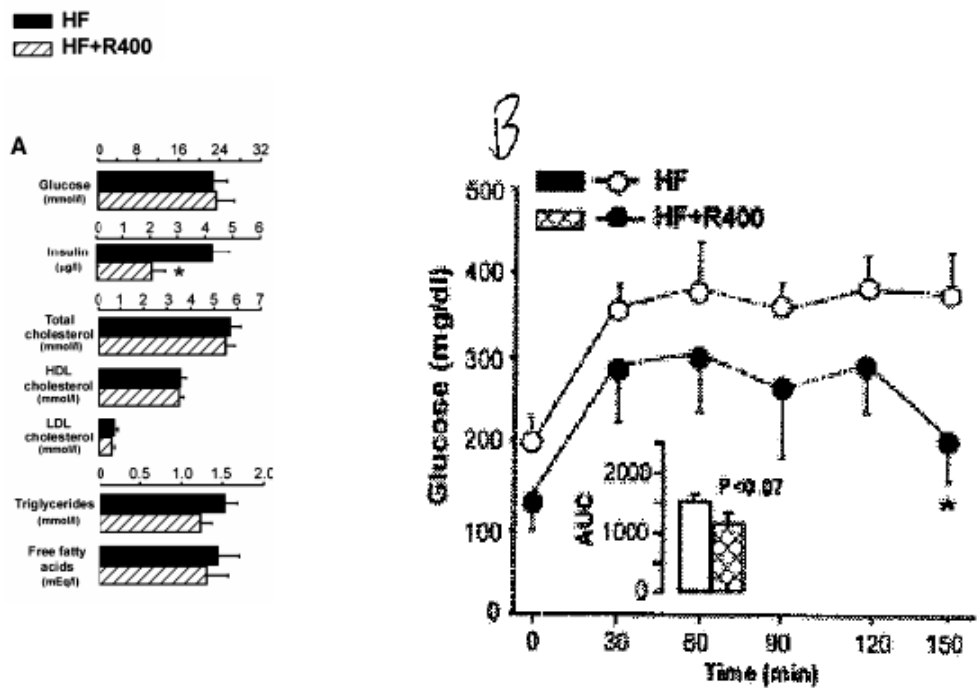 HF
HF+R400
A
0 16 24 32
Glucose
(mmol/l)
0 1 2 3 4 5 6
Insulin
(µg/l)
*
0 1 2 3 4 5 6 7
Total
cholesterol
(mmol/l)
HDL
cholesterol
(mmol/l)
LDL
cholesterol
(mmol/l)
0.5 1.0 1.5 2.0
Triglycerides
(mmol/l)
Free fatty
acids
(mEq/l)
B
HF
HF+R400
500
400
300
200
100
0
Glucose (mg/dl)
2000
1000
0
AUC
P<0.07
*
0 30 60 90 120 150
Time (min)